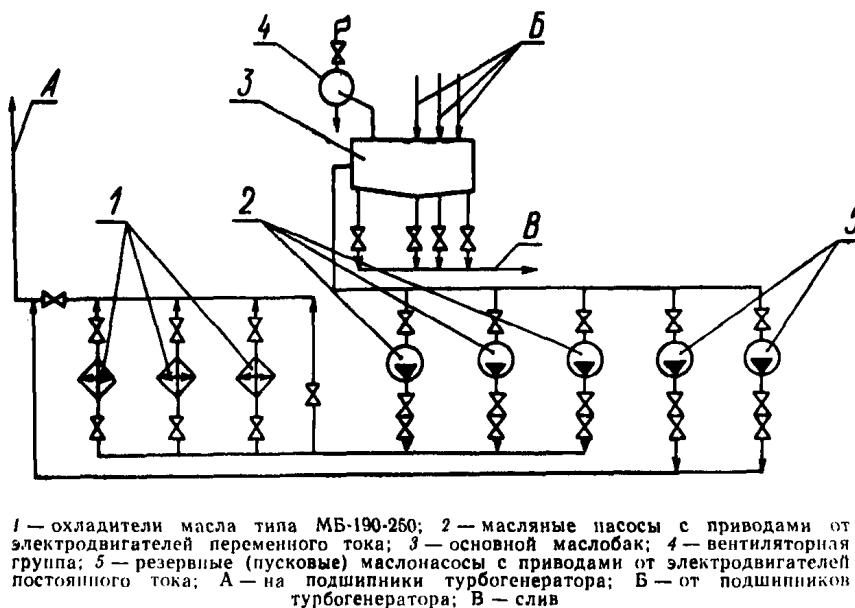 4
Б
А
3
1
2
В
5
1 — охладители масла типа МБ-190-250; 2 — масляные насосы с приводами от
электродвигателей переменного тока; 3 — основной маслобак; 4 — вентиляторная
группа; 5 — резервные (пусковые) маслонасосы с приводами от электродвигателей
постоянного тока; А — на подшипники турбогенератора; Б — от подшипников
турбогенератора; В — слив